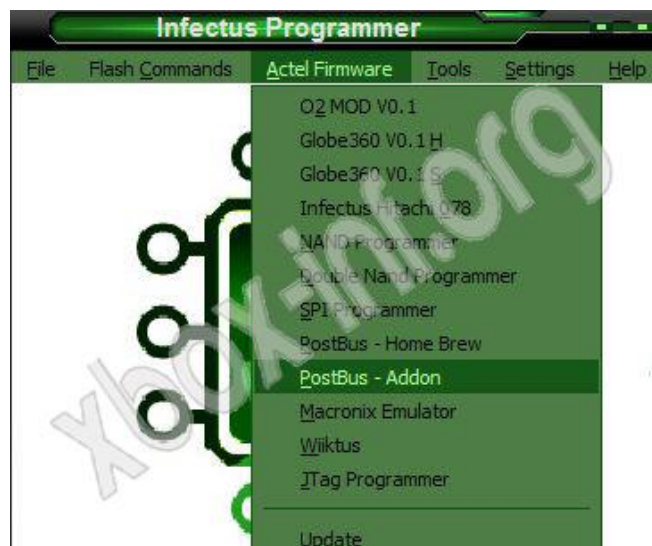 Infectus Programmer
File Flash Commands Actel Firmware Tools Settings Help
O2 MOD V0.1
Globe360 V0.1 H
Globe360 V0.1 S
Infectus Hitachi 078
NAND Programmer
Double Nand Programmer
SPI Programmer
PostBus - Home Brew
PostBus - Addon
Macronix Emulator
Wiiktus
JTag Programmer
Update
xbox-inf.org